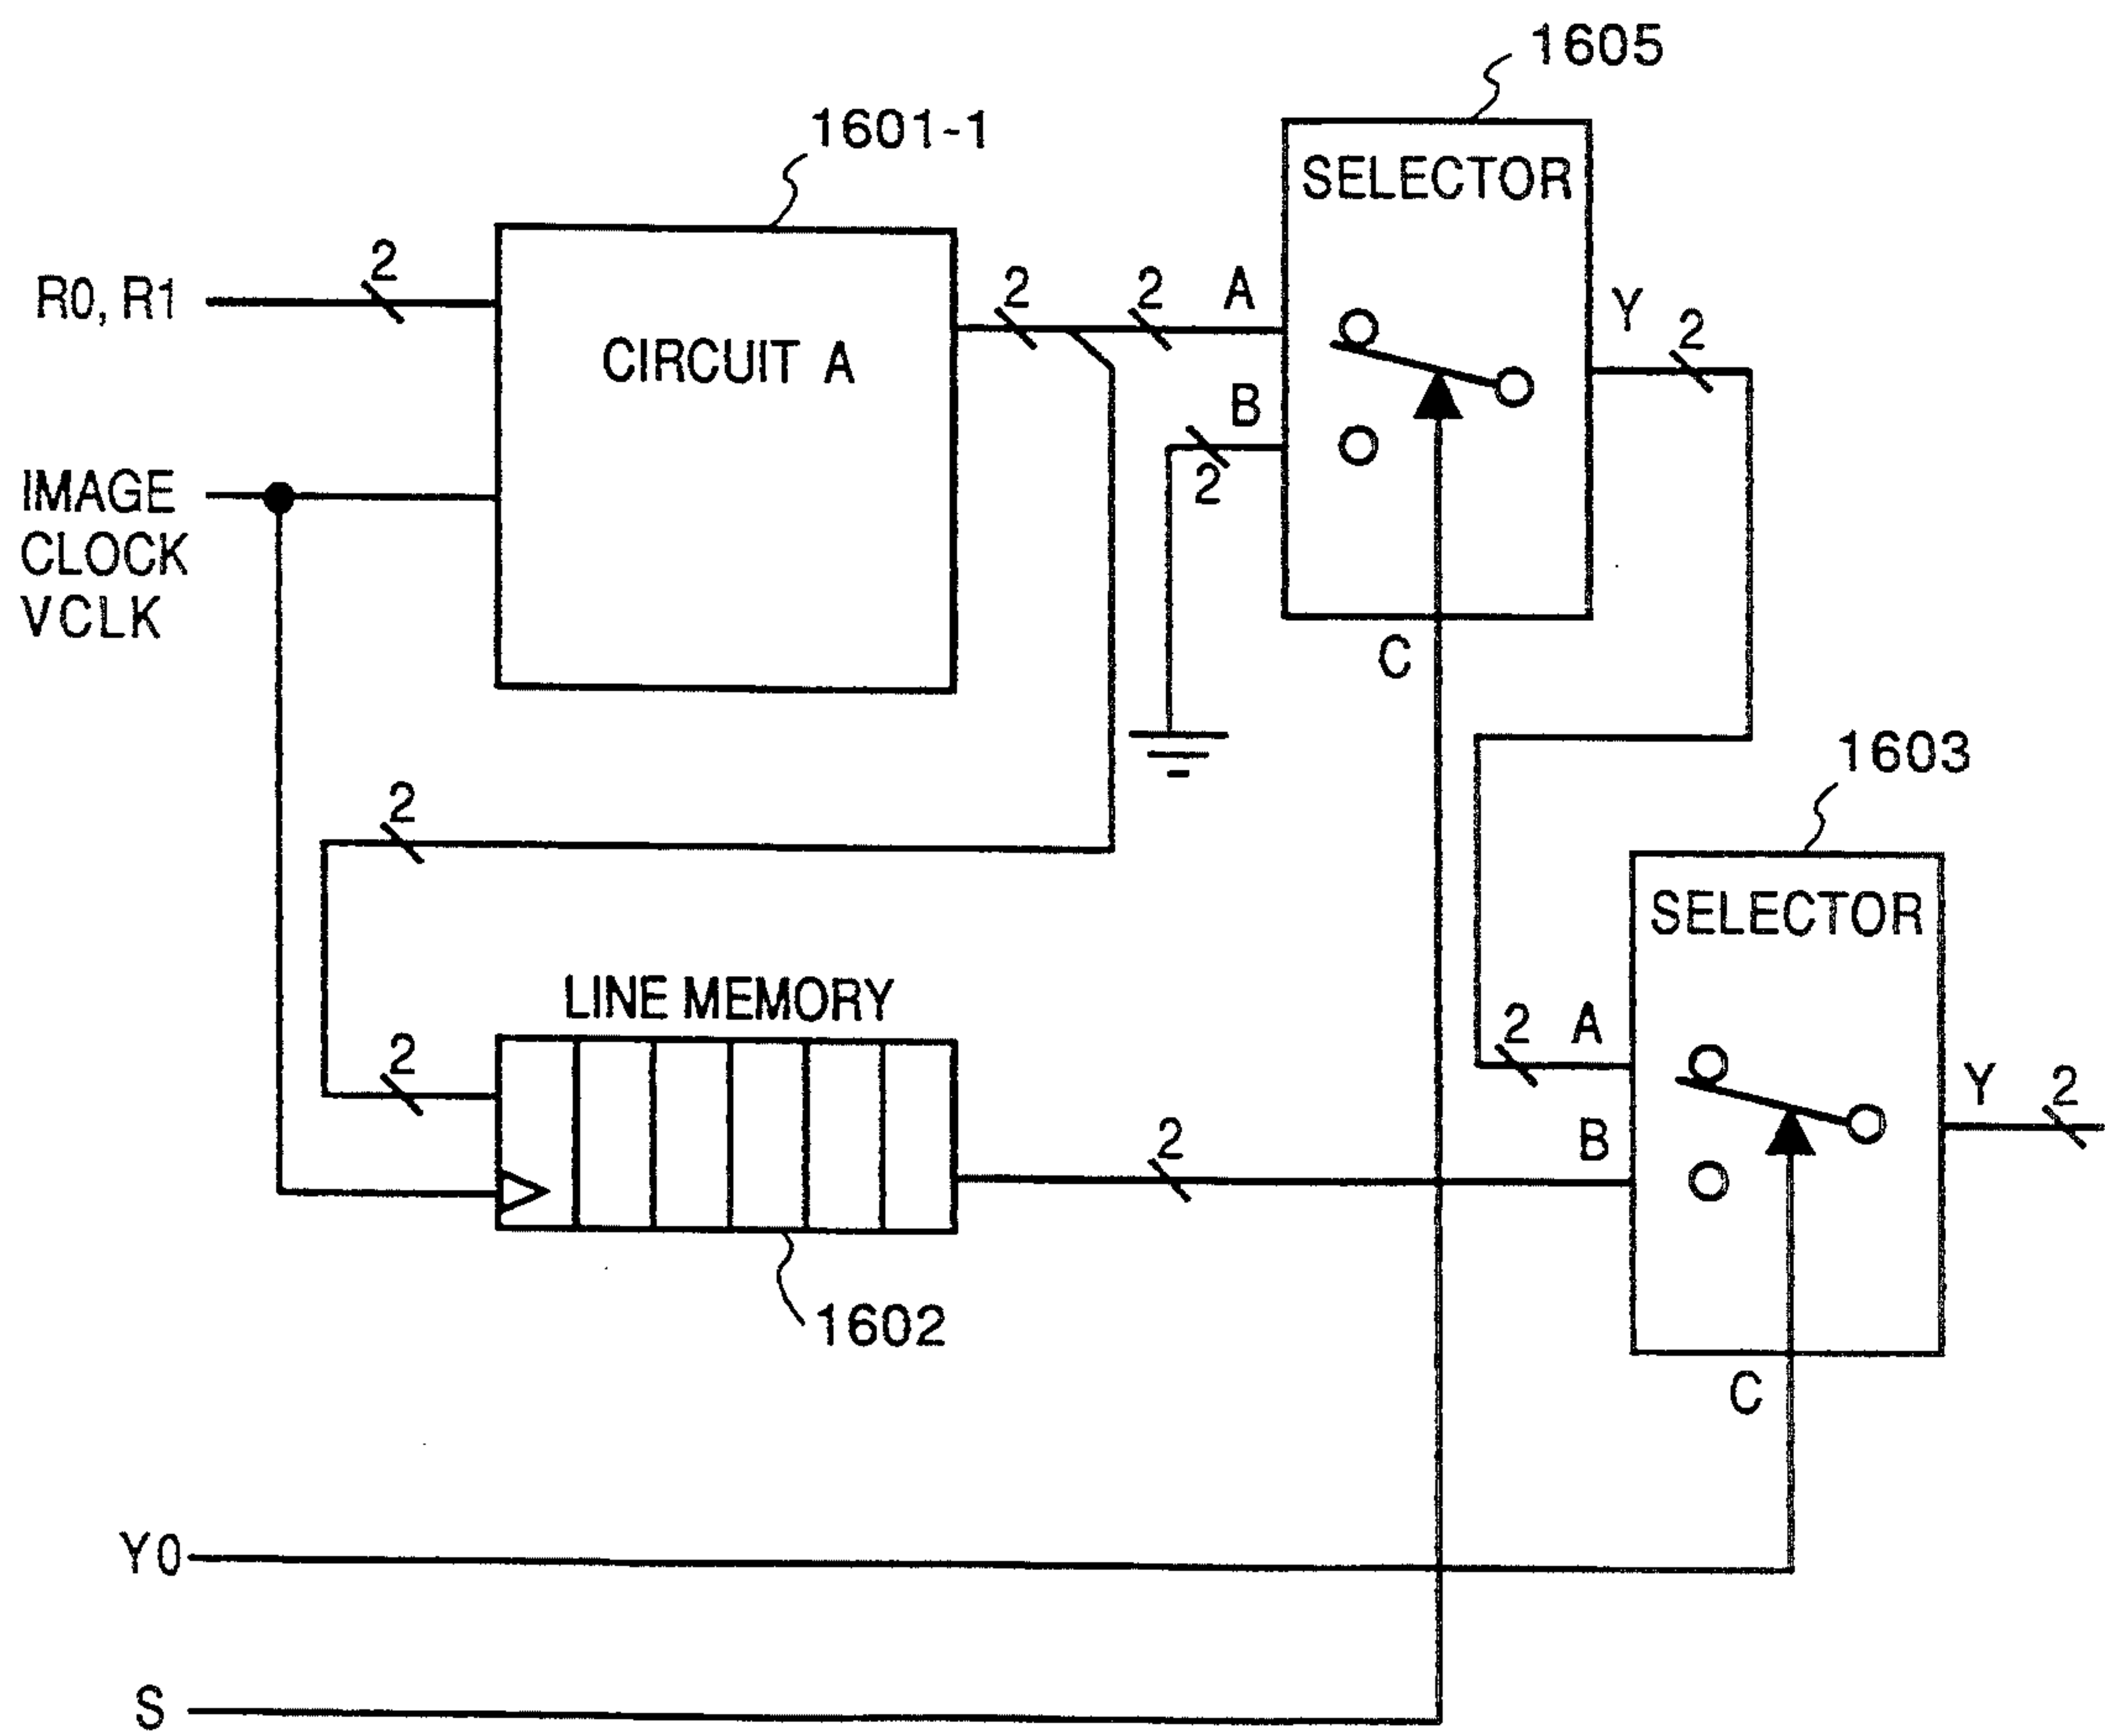 1605
1601-1
SELECTOR
R0, R1
2
2
2
A
Y
2
CIRCUIT A
B
2
IMAGE
CLOCK
VCLK
C
1603
2
SELECTOR
LINE MEMORY
2
2
A
Y
2
2
B
1602
C
Y0
S